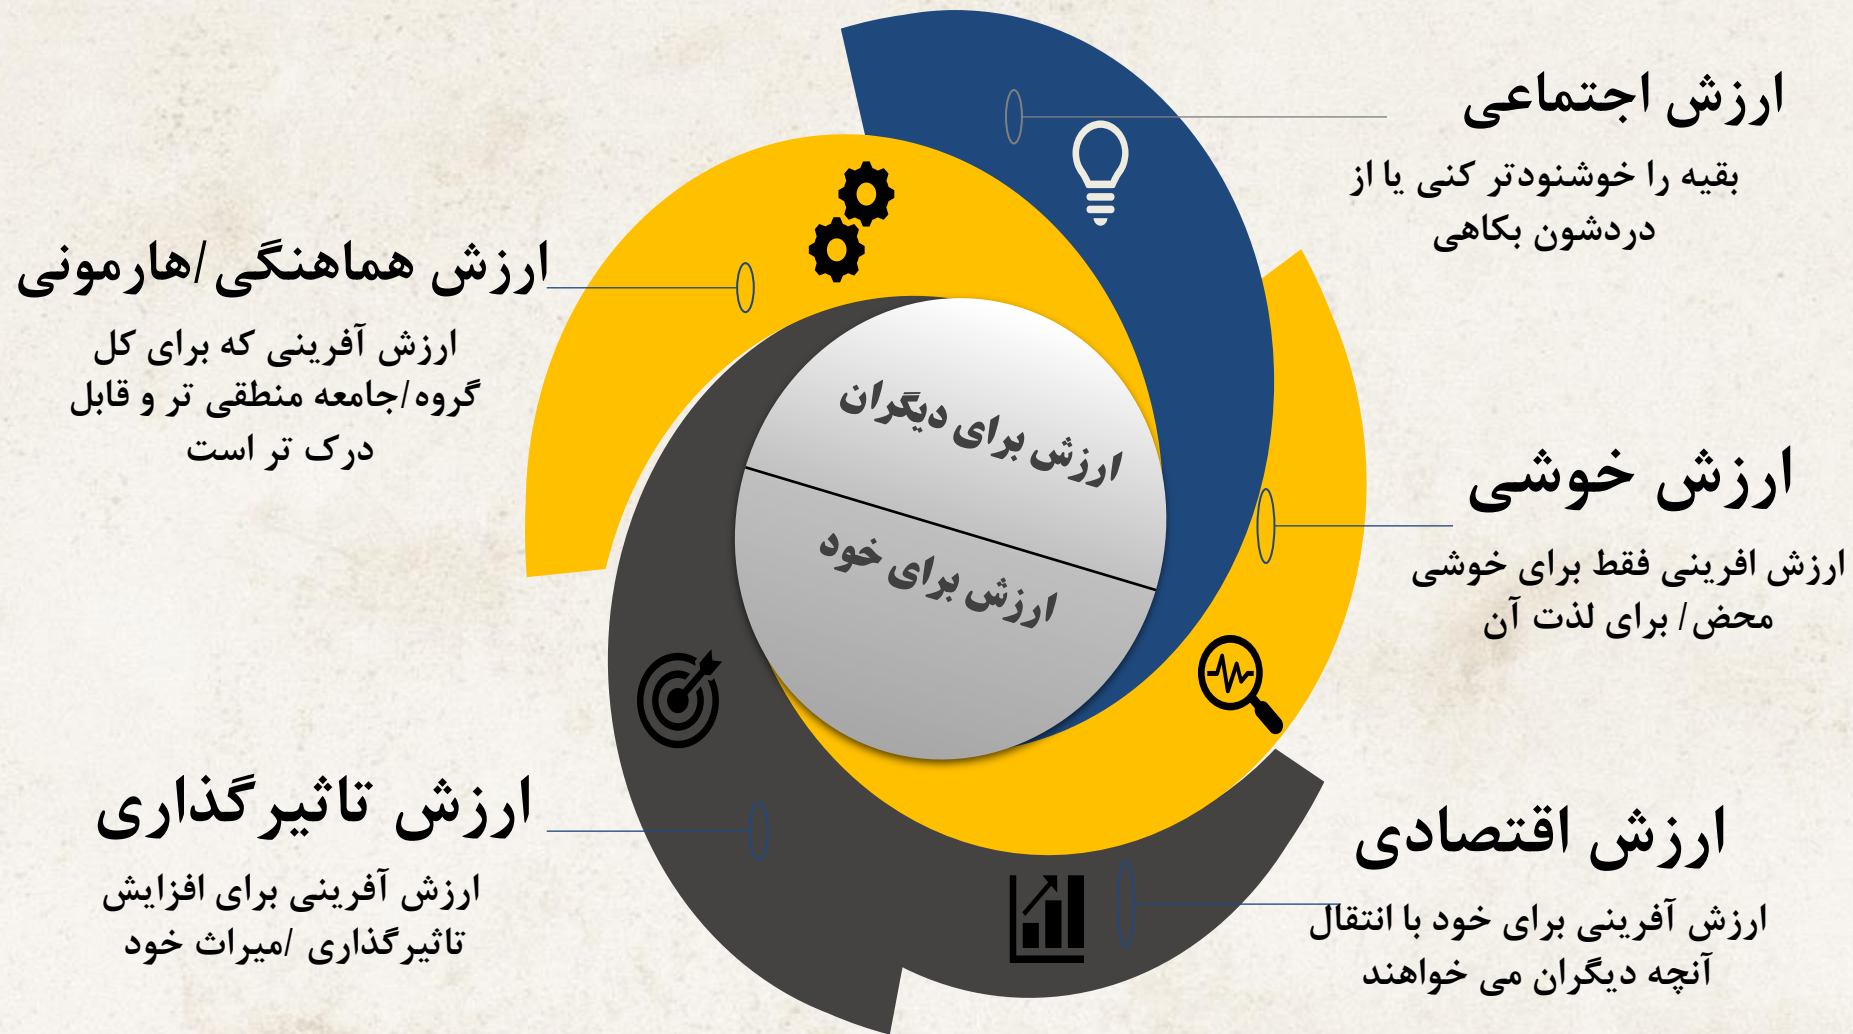 ارزش اجتماعی
بقیه را خوشنودتر کنی یا از
دردشون بکاهی
ارزش هماهنگی/هارمونی
ارزش آفرینی که برای کل
گروه/جامعه منطقی تر و قابل
درک تر است
ارزش برای دیگران
ارزش برای خود
ارزش خوشی
ارزش افرینی فقط برای خوشی
محض/ برای لذت آن
ارزش تاثیرگذاری
ارزش آفرینی برای افزایش
تاثیرگذاری /میراث خود
ارزش اقتصادی
ارزش آفرینی برای خود با انتقال
آنچه دیگران می خواهند